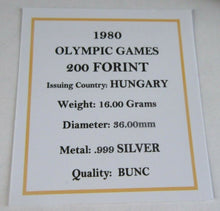 1980
OLYMPIC GAMES
200 FORINT
Issuing Country: HUNGARY
Weight: 16.00 Grams
Diameter: 36.00mm
Metal: .999 SILVER
Quality: BUNC